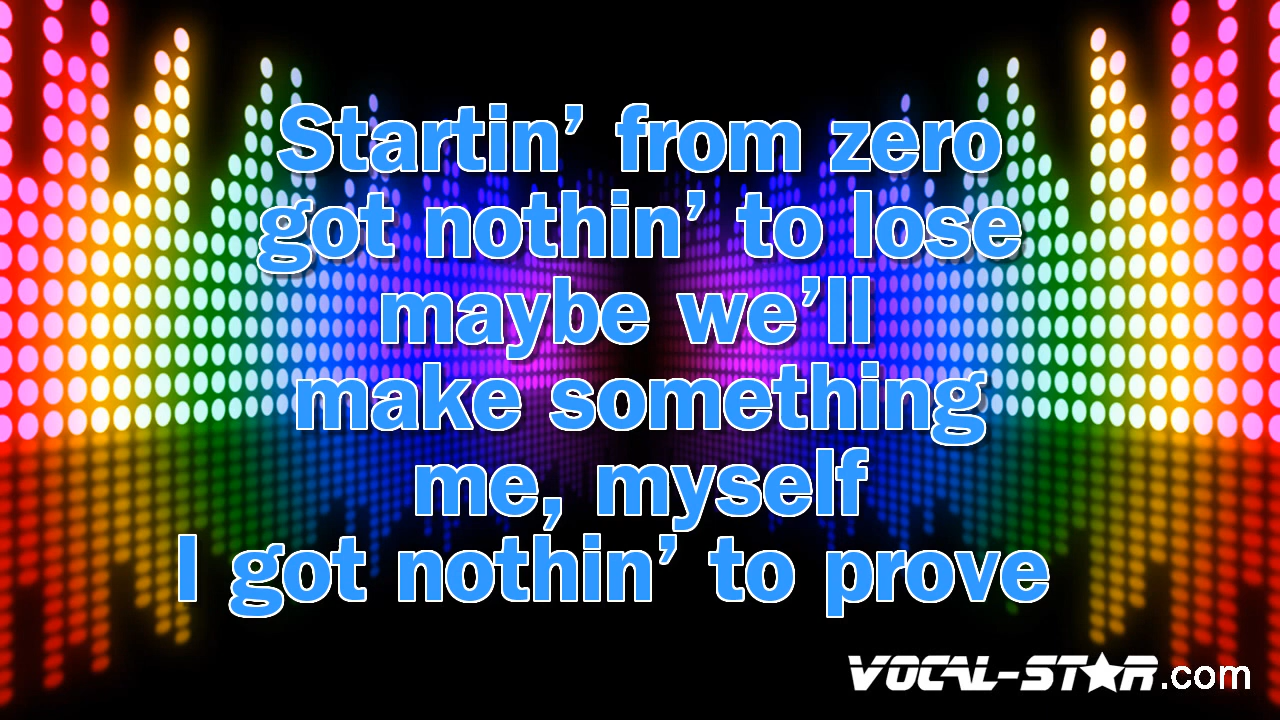 Startin’ from zero
got nothin’ to lose
maybe we’ll
make something
me, myself
I got nothin’ to prove
VOCAL-STAR.com